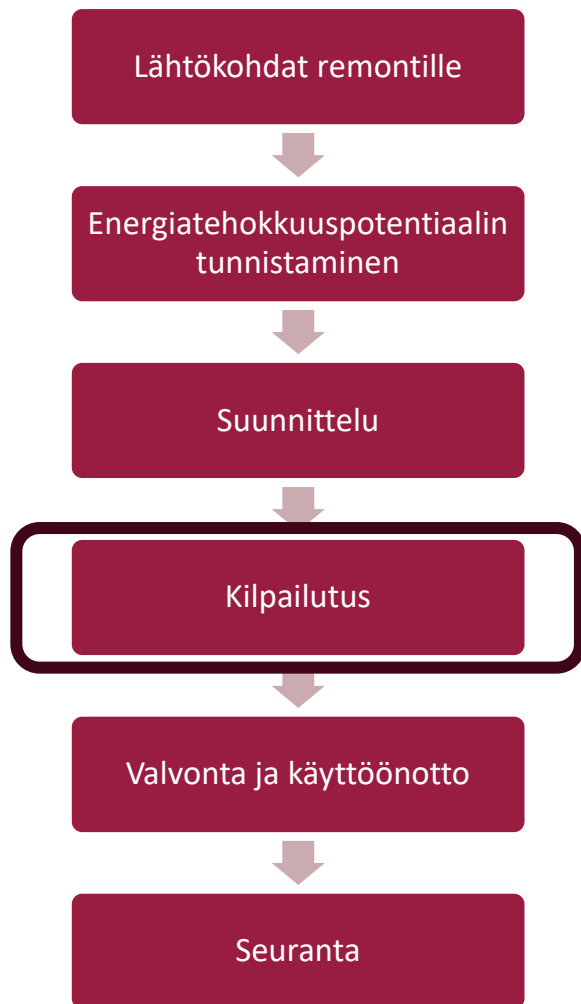 Lähtökohdat remontille
Energiatehokkuuspotentiaalin
tunnistaminen
Suunnittelu
Kilpailutus
Valvonta ja käyttöönotto
Seuranta